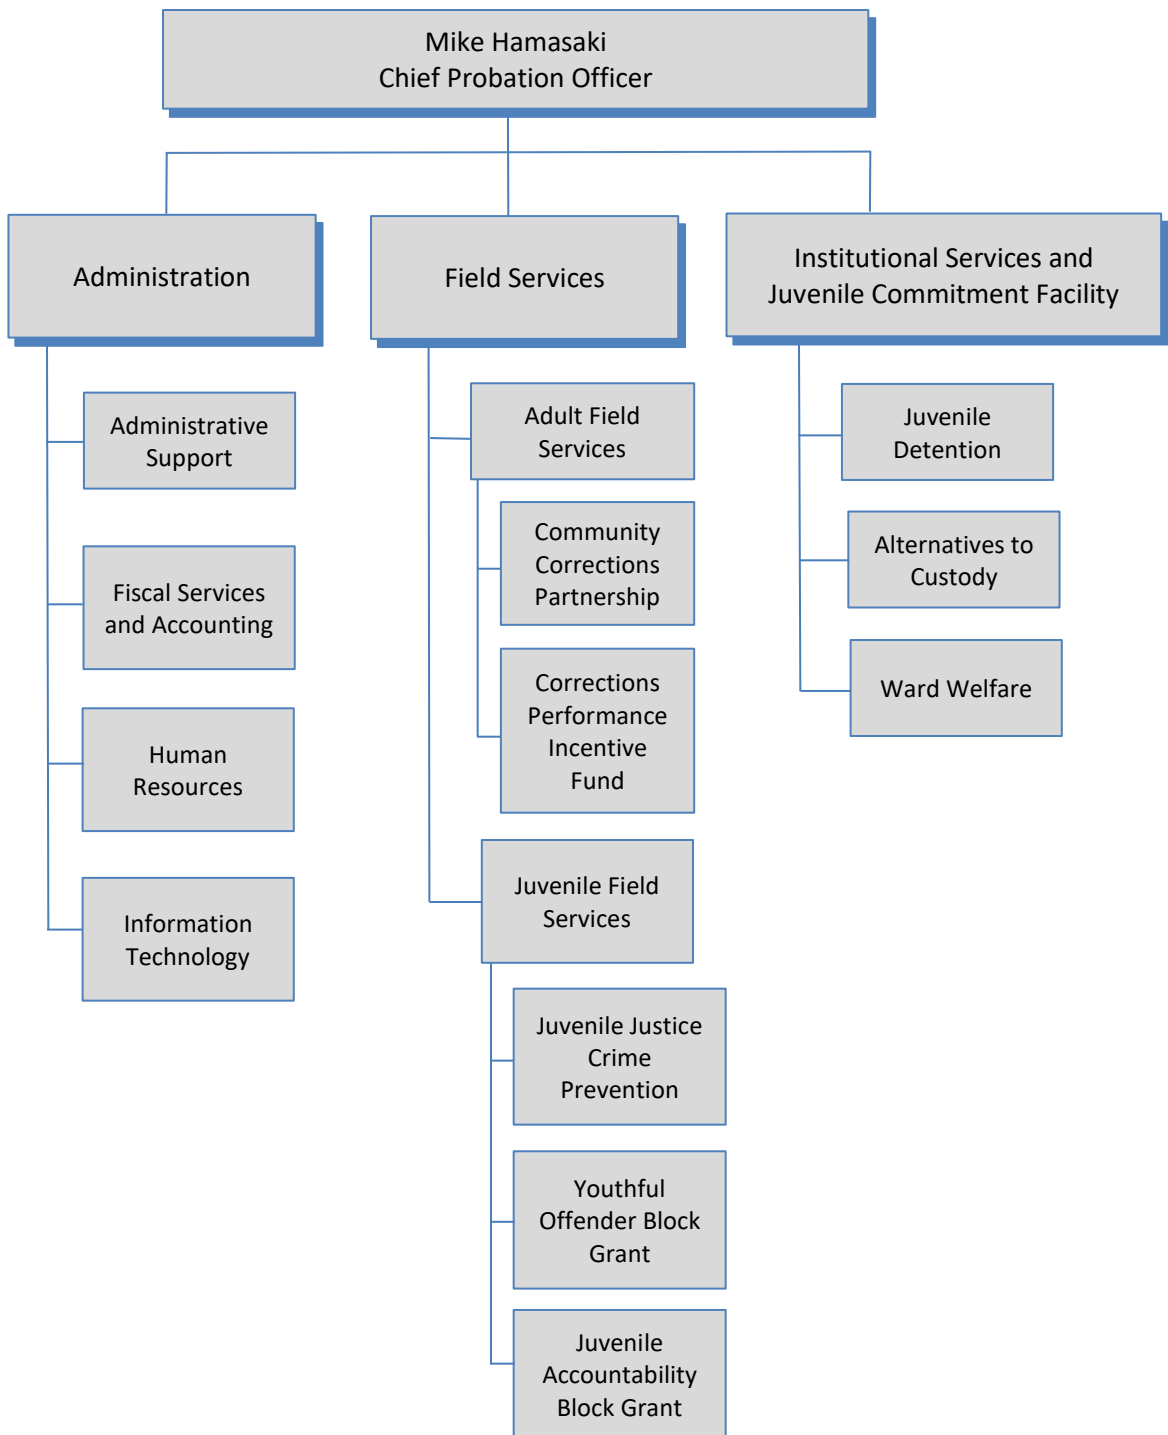 Mike Hamasaki
Chief Probation Officer
Administration
Administrative
Support
Fiscal Services
and Accounting
Human
Resources
Information
Technology
Field Services
Adult Field
Services
Community
Corrections
Partnership
Corrections
Performance
Incentive
Fund
Juvenile Field
Services
Juvenile Justice
Crime
Prevention
Youthful
Offender Block
Grant
Juvenile
Accountability
Block Grant
Institutional Services and
Juvenile Commitment Facility
Juvenile
Detention
Alternatives to
Custody
Ward Welfare